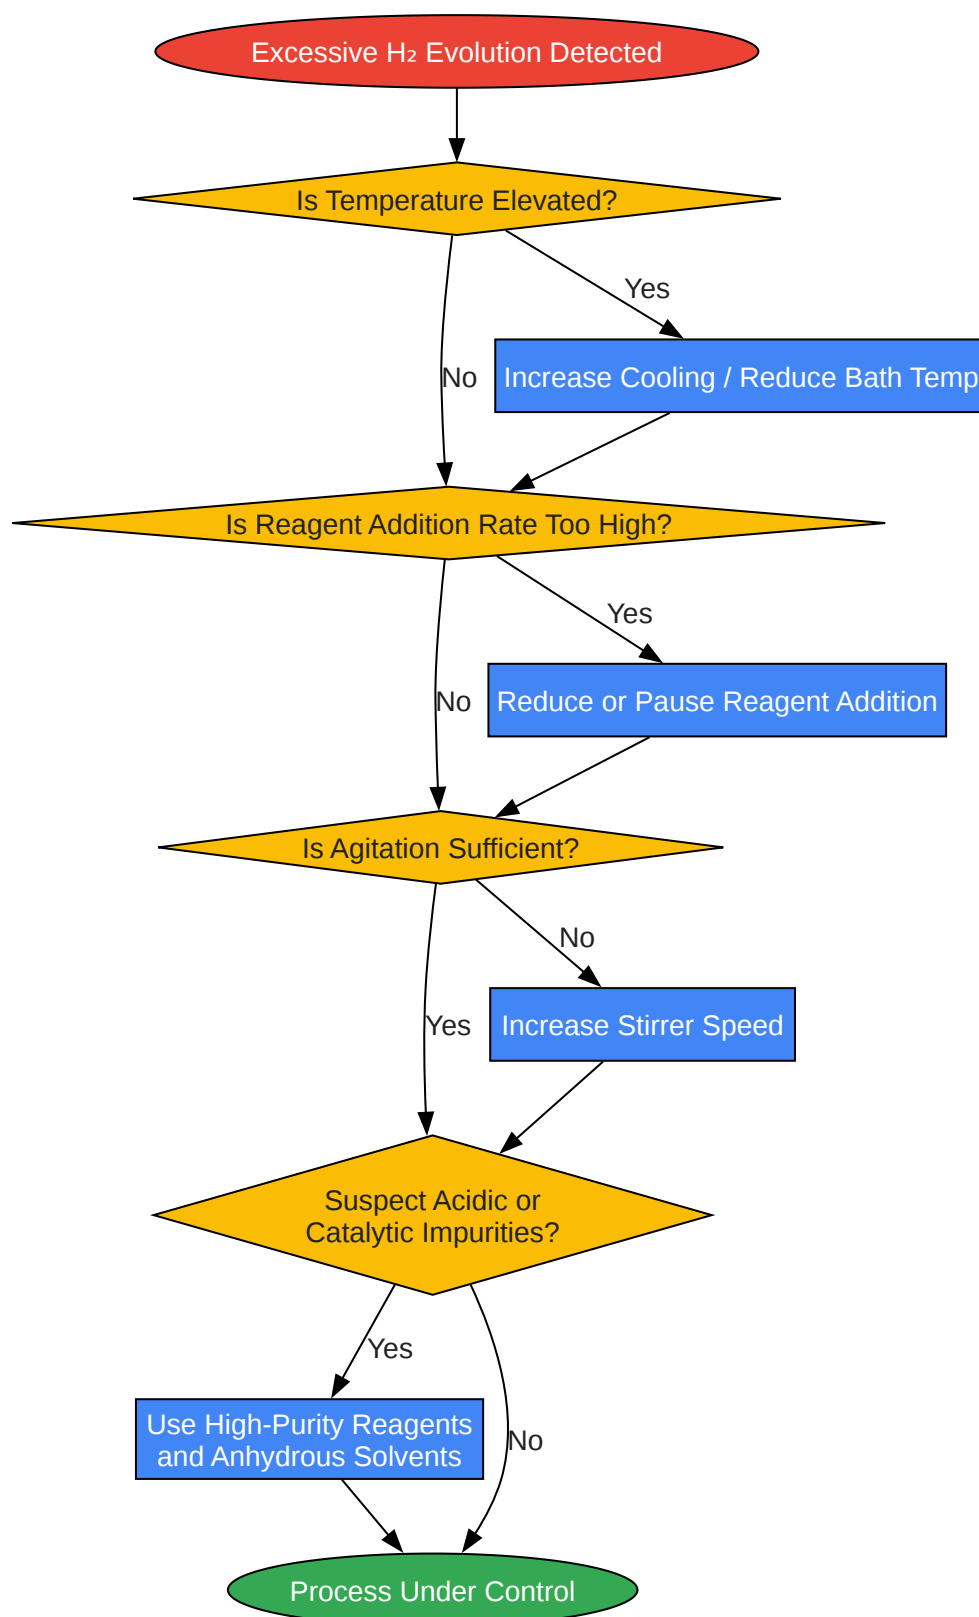 Excessive H₂ Evolution Detected
Is Temperature Elevated?
Yes
No
Increase Cooling / Reduce Bath Temp
Is Reagent Addition Rate Too High?
Yes
No
Reduce or Pause Reagent Addition
Is Agitation Sufficient?
No
Yes
Increase Stirrer Speed
Suspect Acidic or
Catalytic Impurities?
Yes
Use High-Purity Reagents
and Anhydrous Solvents
No
Process Under Control